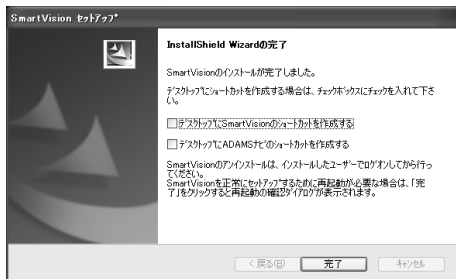 SmartVision ｾｯﾄｱｯﾌﾟ
InstallShield Wizardの完了
SmartVisionのインストールが完了しました。
ﾃﾞｽｸﾄｯﾌﾟにｼｮｰﾄｶｯﾄを作成する場合は、ﾁｪｯｸﾎﾞｯｸｽにﾁｪｯｸを入れて下さ
い。
ﾃﾞｽｸﾄｯﾌﾟにSmartVisionのｼｮｰﾄｶｯﾄを作成する
ﾃﾞｽｸﾄｯﾌﾟにADAMSﾅﾋﾞのｼｮｰﾄｶｯﾄを作成する
SmartVisionのｱﾝｲﾝｽﾄｰﾙは、ｲﾝｽﾄｰﾙしたﾕｰｻﾞｰでﾛｸﾞｵﾝしてから行っ
てください。
SmartVisionを正常にｾｯﾄｱｯﾌﾟするために再起動が必要な場合は、「完
了」をｸﾘｯｸすると再起動の確認ﾀﾞｲｱﾛｸﾞが表示されます。
< 戻る(B)
完了
ｷｬﾝｾﾙ